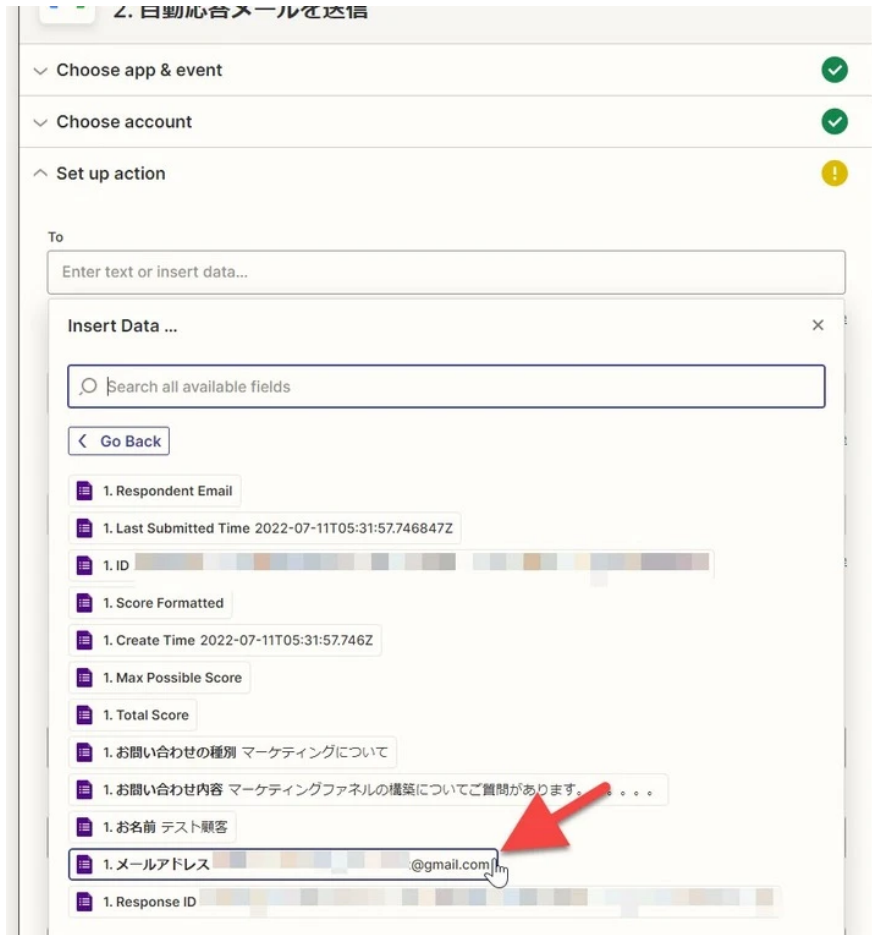 2. 自動応答メールを送信
Choose app & event
Choose account
Set up action
To
Enter text or insert data...
Insert Data ...
Search all available fields
Go Back
1. Respondent Email
1. Last Submitted Time 2022-07-11T05:31:57.746847Z
1. ID
1. Score Formatted
1. Create Time 2022-07-11T05:31:57.746Z
1. Max Possible Score
1. Total Score
1. お問い合わせの種別 マーケティングについて
1. お問い合わせ内容 マーケティングファネルの構築についてご質問があります。。。。。
1. お名前 テスト顧客
1. メールアドレス @gmail.com
1. Response ID